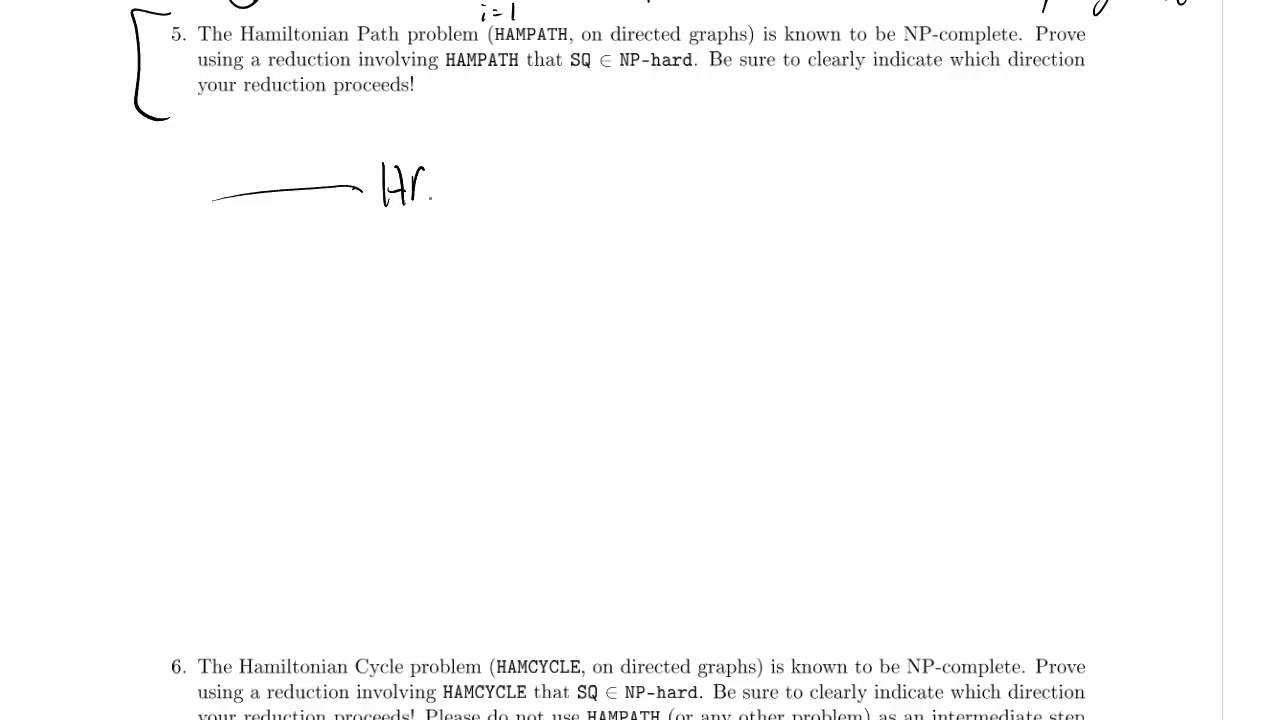 i=1
5. The Hamiltonian Path problem (HAMPATH, on directed graphs) is known to be NP-complete. Prove
using a reduction involving HAMPATH that SQ ∈ NP-hard. Be sure to clearly indicate which direction
your reduction proceeds!
6. The Hamiltonian Cycle problem (HAMCYCLE, on directed graphs) is known to be NP-complete. Prove
using a reduction involving HAMCYCLE that SQ ∈ NP-hard. Be sure to clearly indicate which direction
your reduction proceeds! Please do not use HAMPATH (or any other problem) as an intermediate step